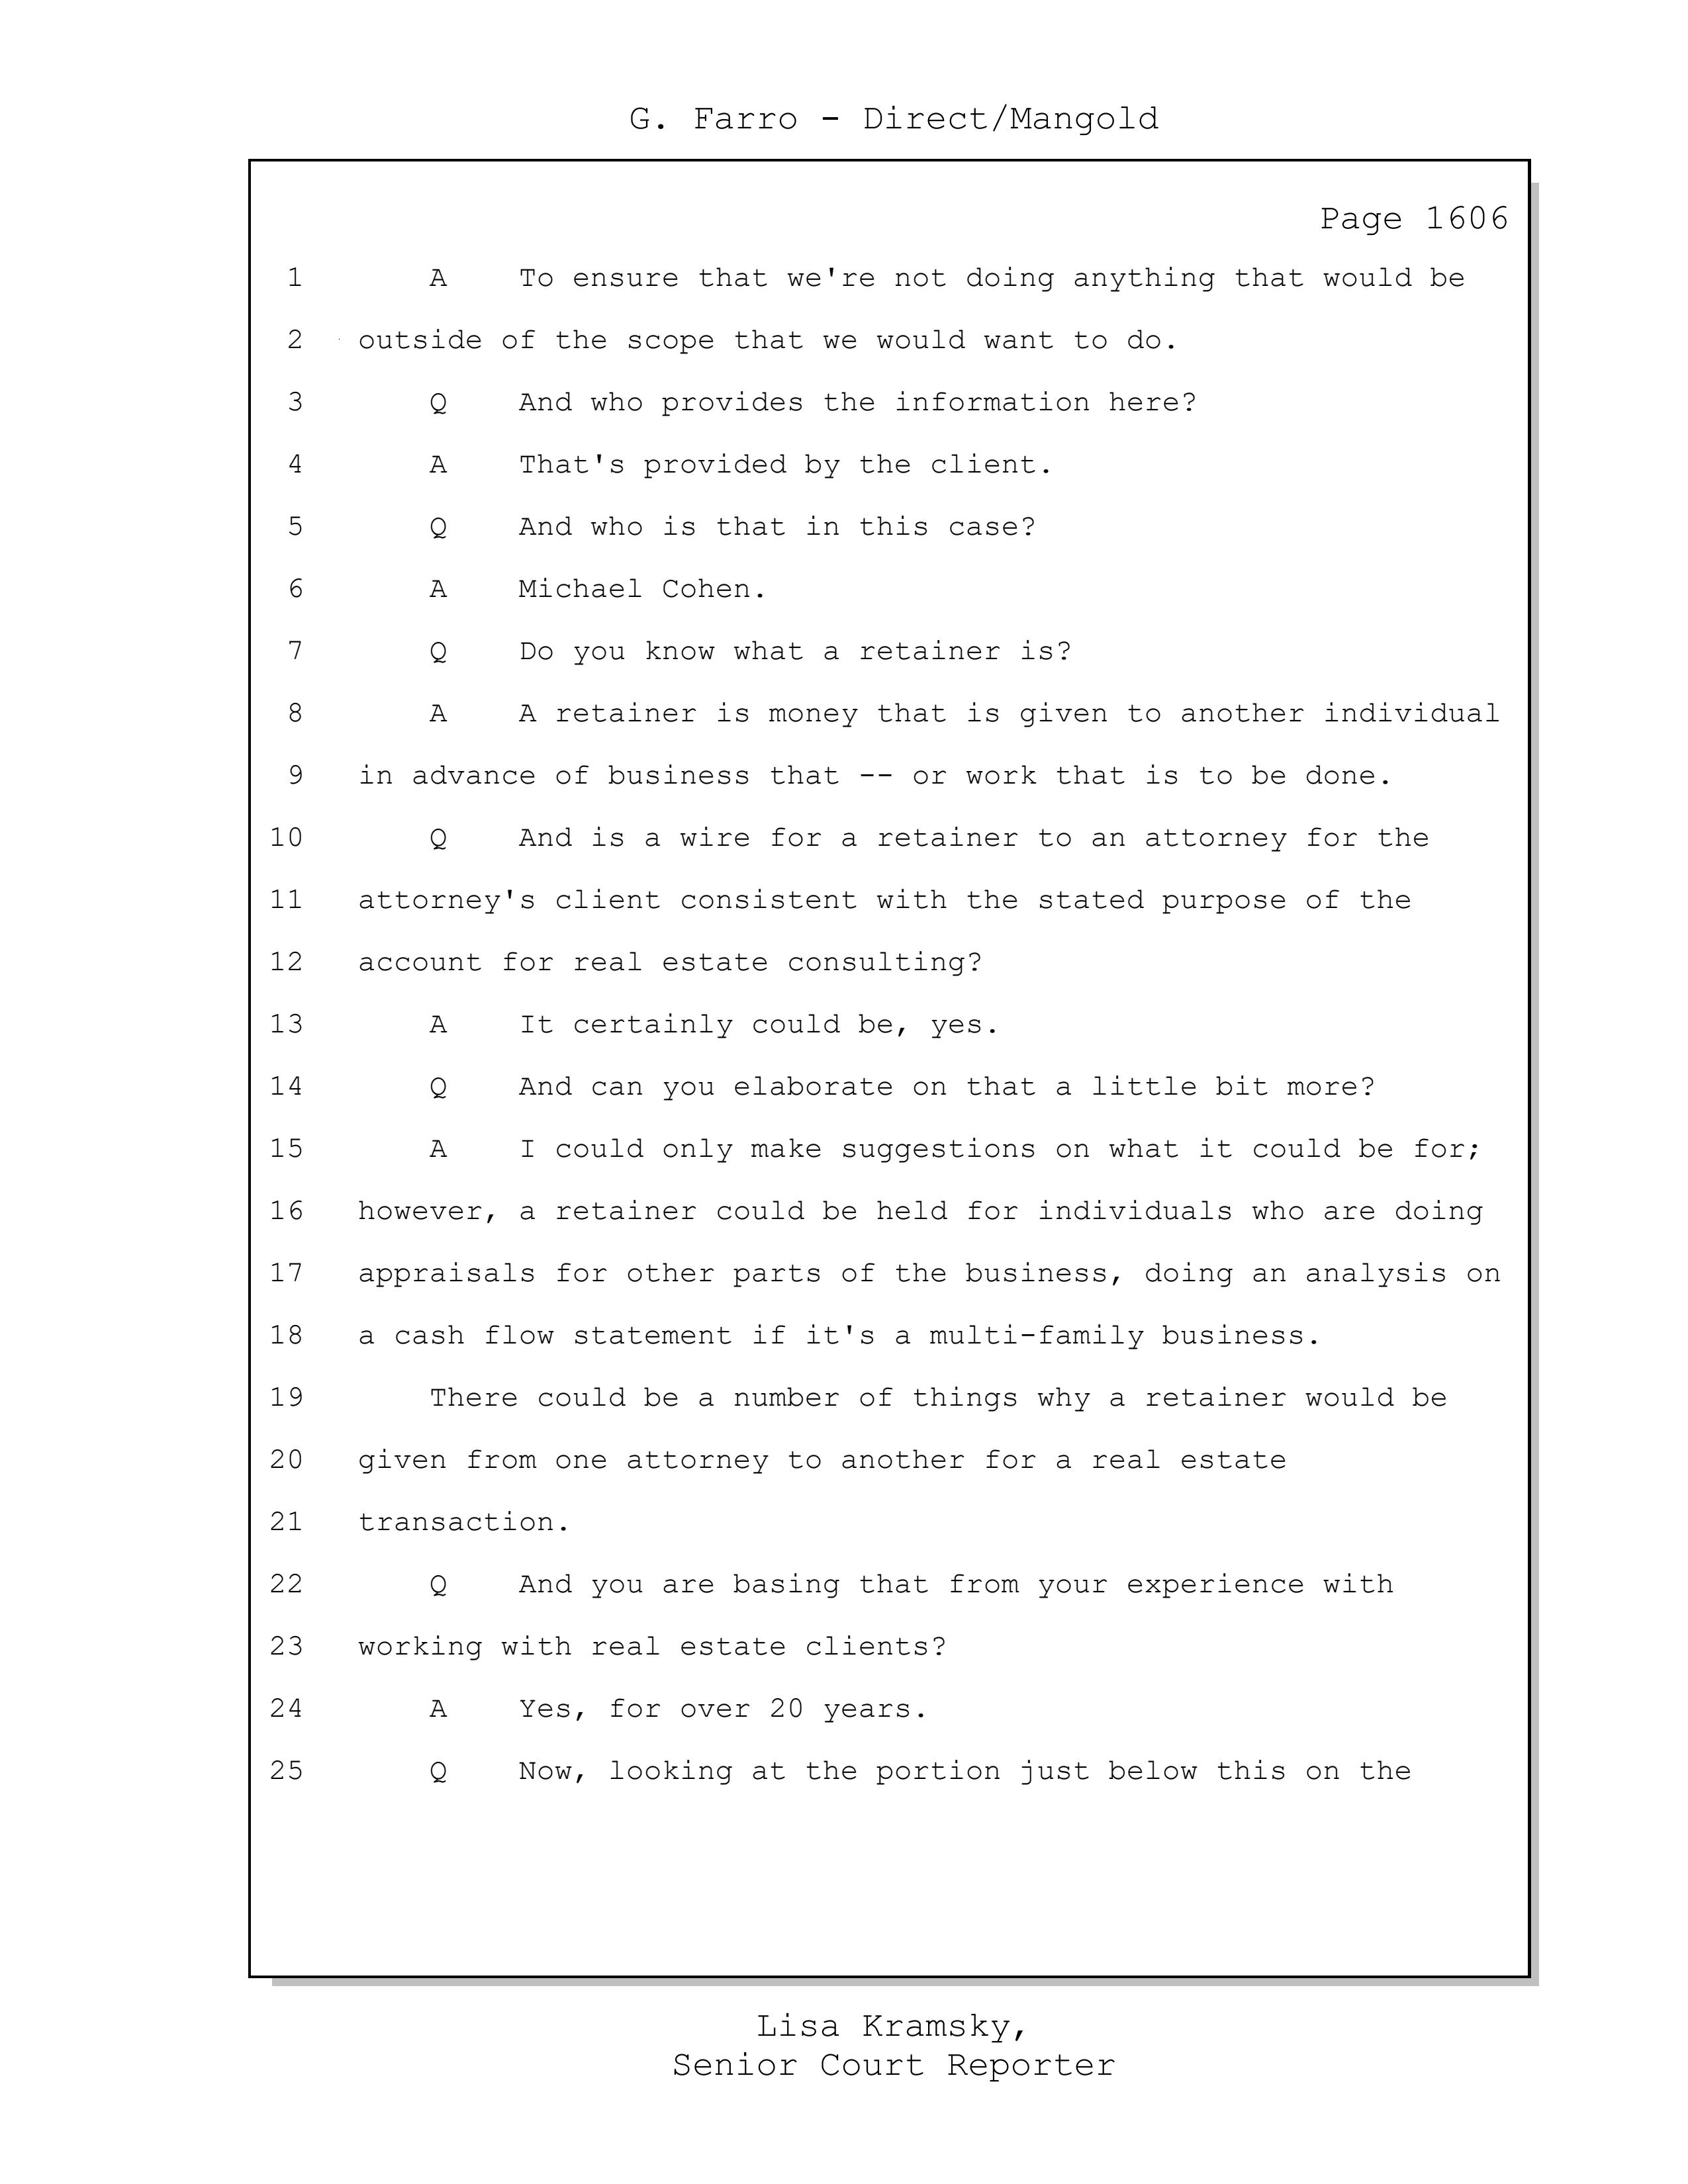 G. Farro - Direct/Mangold
Page 1606
1 A To ensure that we're not doing anything that would be
2 outside of the scope that we would want to do.
3 Q And who provides the information here?
4 A That's provided by the client.
5 Q And who is that in this case?
6 A Michael Cohen.
7 Q Do you know what a retainer is?
8 A A retainer is money that is given to another individual
9 in advance of business that -- or work that is to be done.
10 Q And is a wire for a retainer to an attorney for the
11 attorney's client consistent with the stated purpose of the
12 account for real estate consulting?
13 A It certainly could be, yes.
14 Q And can you elaborate on that a little bit more?
15 A I could only make suggestions on what it could be for;
16 however, a retainer could be held for individuals who are doing
17 appraisals for other parts of the business, doing an analysis on
18 a cash flow statement if it's a multi-family business.
19 There could be a number of things why a retainer would be
20 given from one attorney to another for a real estate
21 transaction.
22 Q And you are basing that from your experience with
23 working with real estate clients?
24 A Yes, for over 20 years.
25 Q Now, looking at the portion just below this on the
Lisa Kramsky,
Senior Court Reporter